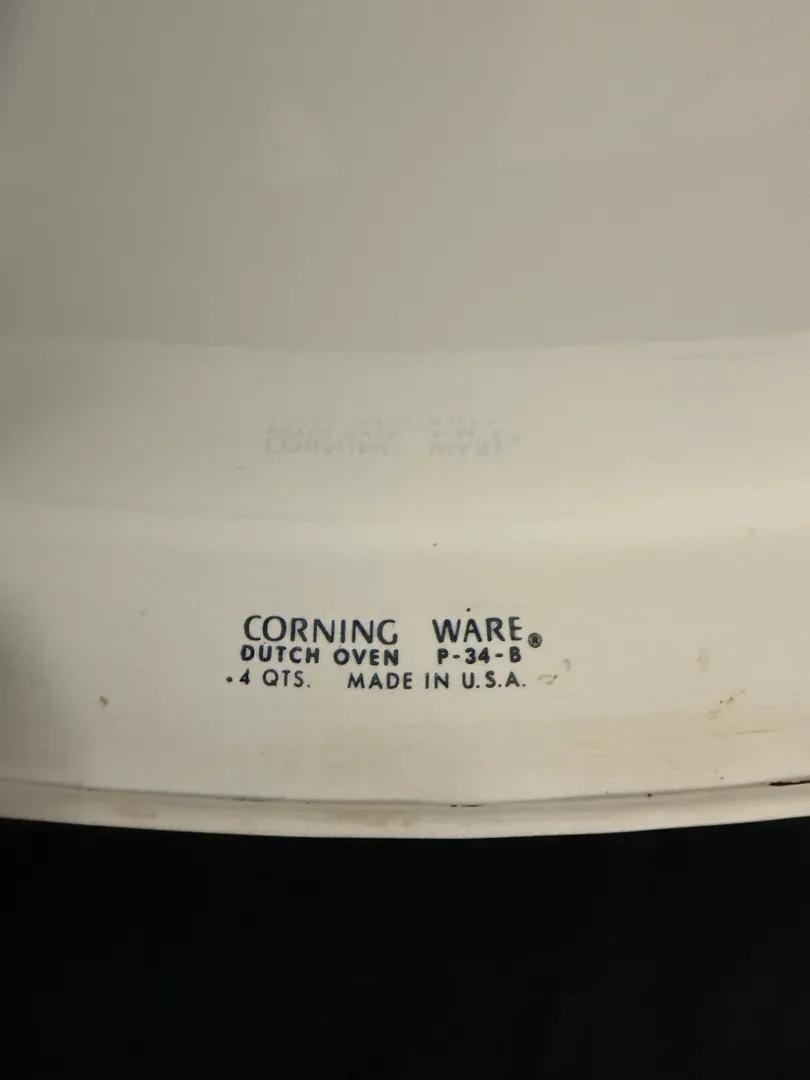 CORNING WARE®
DUTCH OVEN P-34-B
4 QTS. MADE IN U.S.A.